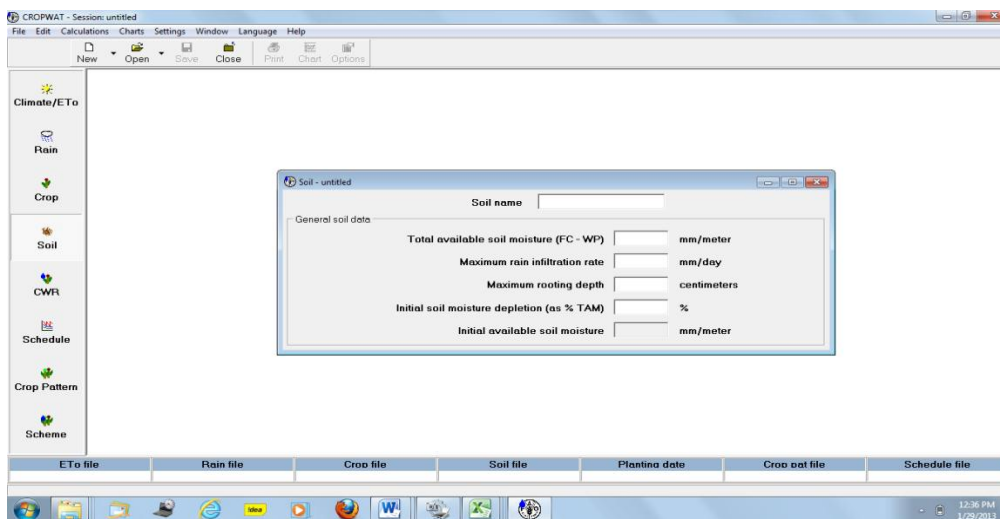 CROPWAT - Session: untitled
File Edit Calculations Charts Settings Window Language Help
New Open Save Close Print Chart Options
Climate/ETo
Rain
Crop
Soil
CWR
Schedule
Crop Pattern
Scheme
Soil - untitled
Soil name
General soil data
Total available soil moisture (FC - WP) mm/meter
Maximum rain infiltration rate mm/day
Maximum rooting depth centimeters
Initial soil moisture depletion (as % TAM) %
Initial available soil moisture mm/meter
ETo file Rain file Crop file Soil file Planting date Crop pat file Schedule file
Idea
12:36 PM
1/29/2013